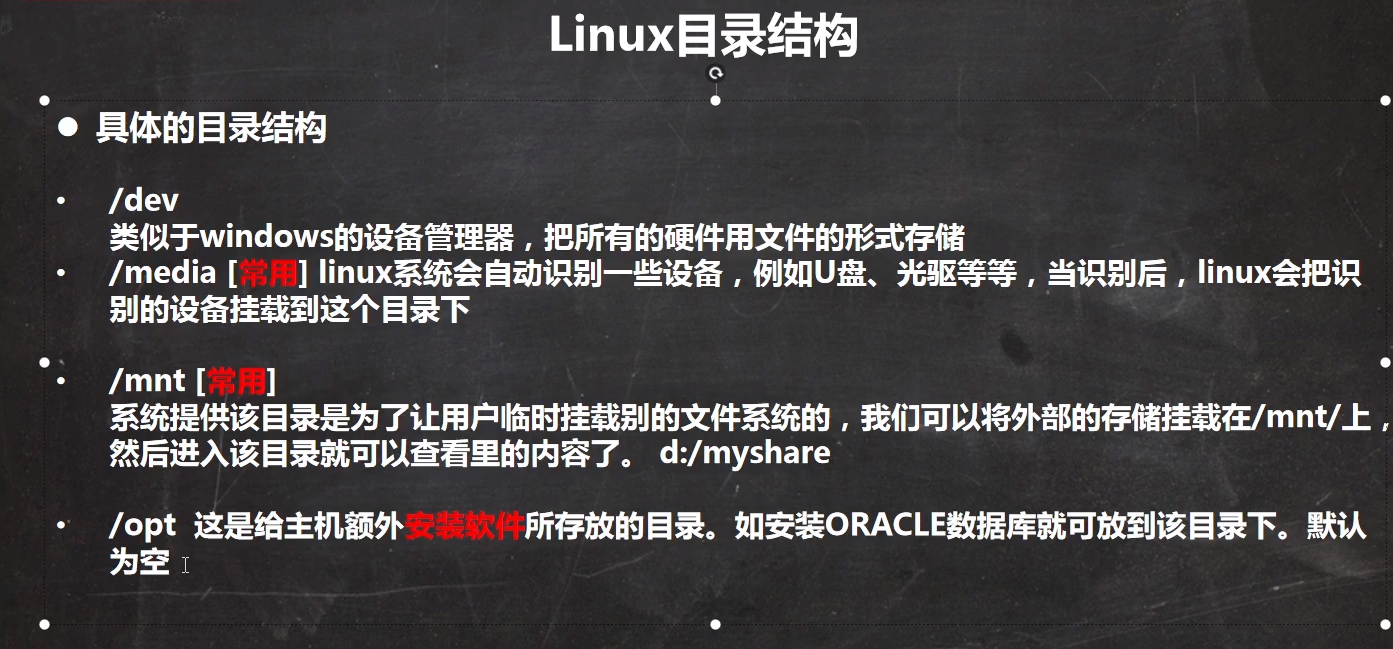 Linux目录结构
● 具体的目录结构
• /dev
类似于windows的设备管理器，把所有的硬件用文件的形式存储
• /media [常用] linux系统会自动识别一些设备，例如U盘、光驱等等，当识别后，linux会把识
别的设备挂载到这个目录下
• /mnt [常用]
系统提供该目录是为了让用户临时挂载别的文件系统的，我们可以将外部的存储挂载在/mnt/上，
然后进入该目录就可以查看里的内容了。 d:/myshare
• /opt 这是给主机额外安装软件所存放的目录。如安装ORACLE数据库就可放到该目录下。默认
为空